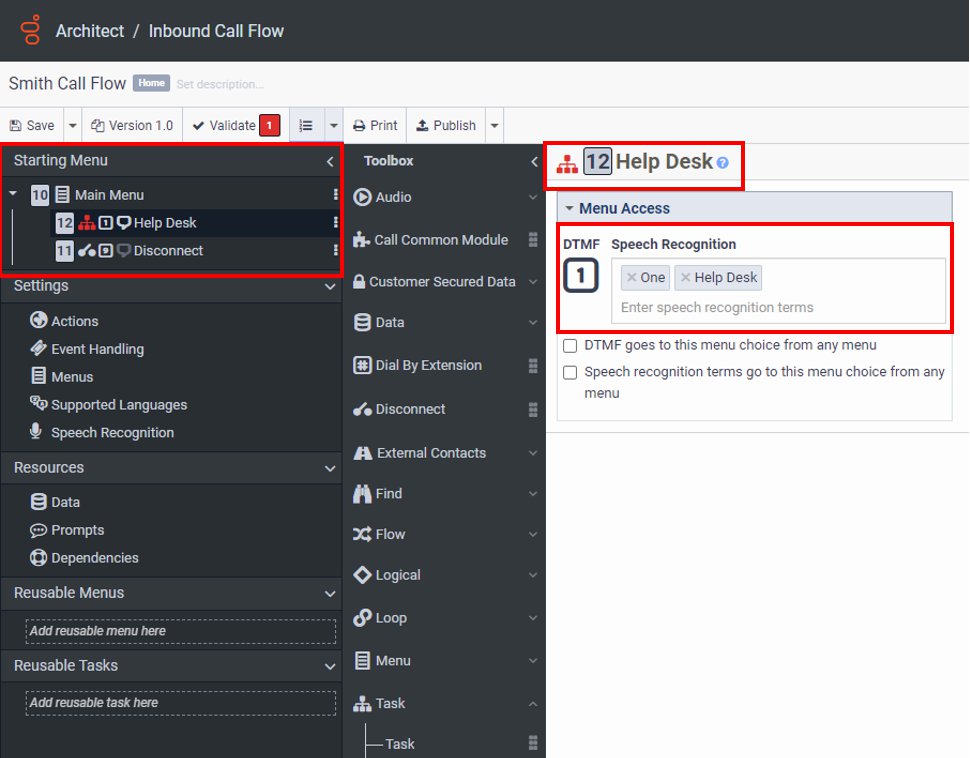 Architect / Inbound Call Flow
Smith Call Flow Home Set description...
Save Version 1.0 Validate 1 Print Publish
Starting Menu
10 Main Menu
12 1 Help Desk
11 9 Disconnect
Settings
Actions
Event Handling
Menus
Supported Languages
Speech Recognition
Resources
Data
Prompts
Dependencies
Reusable Menus
Add reusable menu here
Reusable Tasks
Add reusable task here
Toolbox
Audio
Call Common Module
Customer Secured Data
Data
Dial By Extension
Disconnect
External Contacts
Find
Flow
Logical
Loop
Menu
Task
Task
12 Help Desk ?
Menu Access
DTMF Speech Recognition
1 × One × Help Desk
Enter speech recognition terms
DTMF goes to this menu choice from any menu
Speech recognition terms go to this menu choice from any
menu